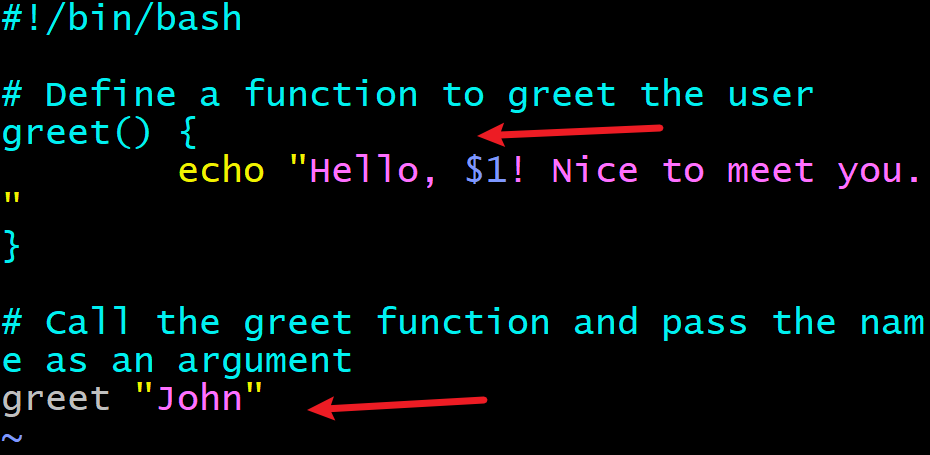 #!/bin/bash
# Define a function to greet the user
greet() {
echo "Hello, $1! Nice to meet you.
"
}
# Call the greet function and pass the nam
e as an argument
greet "John"
~